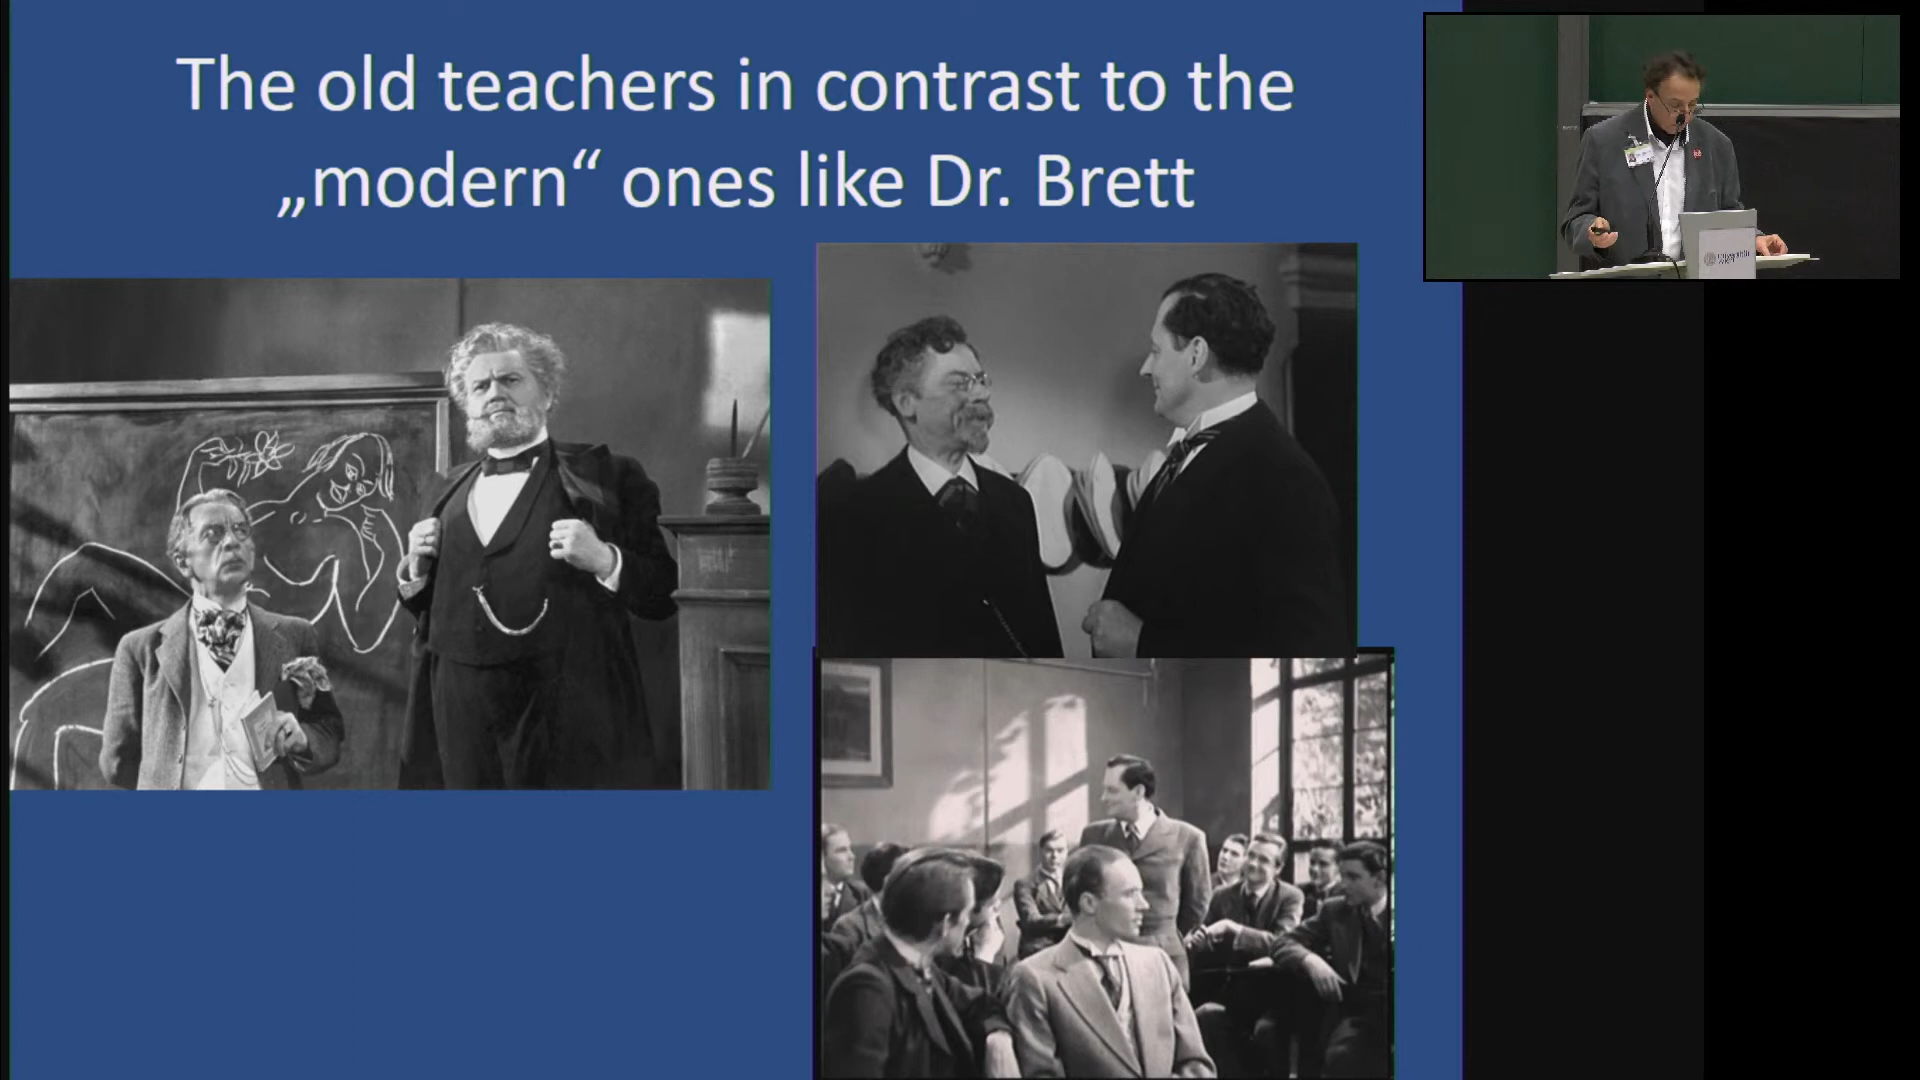 The old teachers in contrast to the
„modern“ ones like Dr. Brett